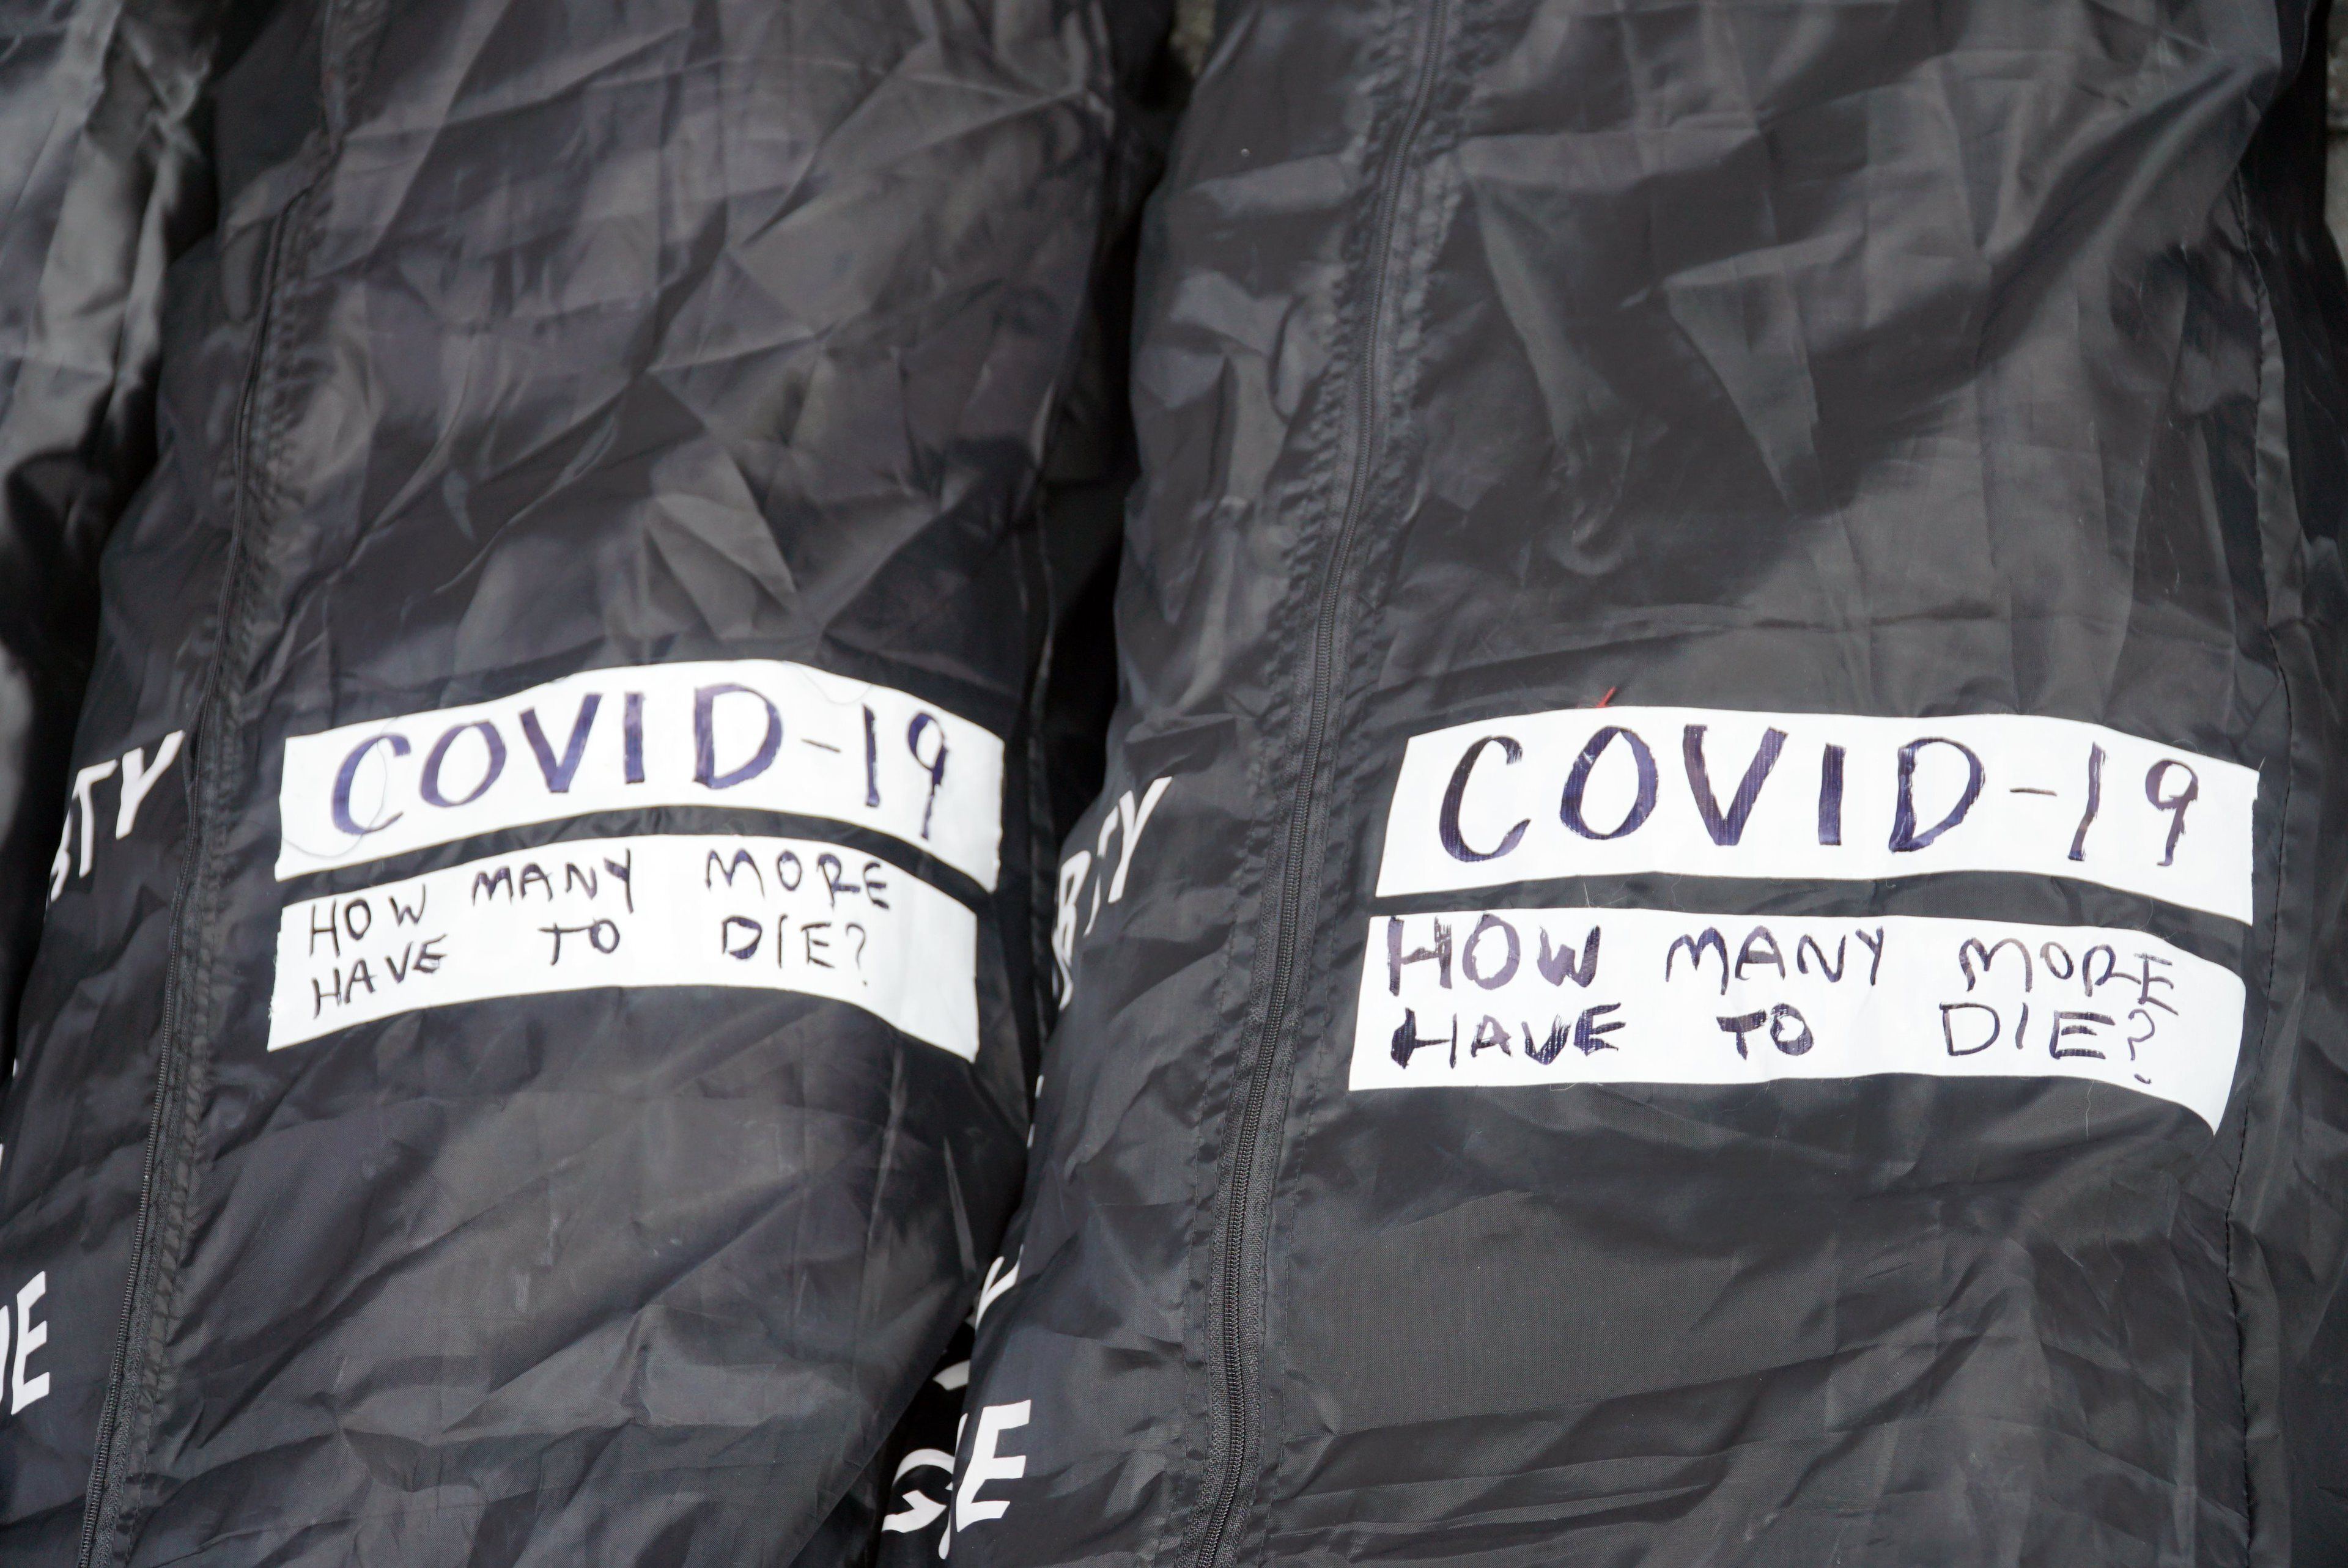 COVID-19
HOW MANY MORE
HAVE TO DIE?
COVID-19
HOW MANY MORE
HAVE TO DIE?